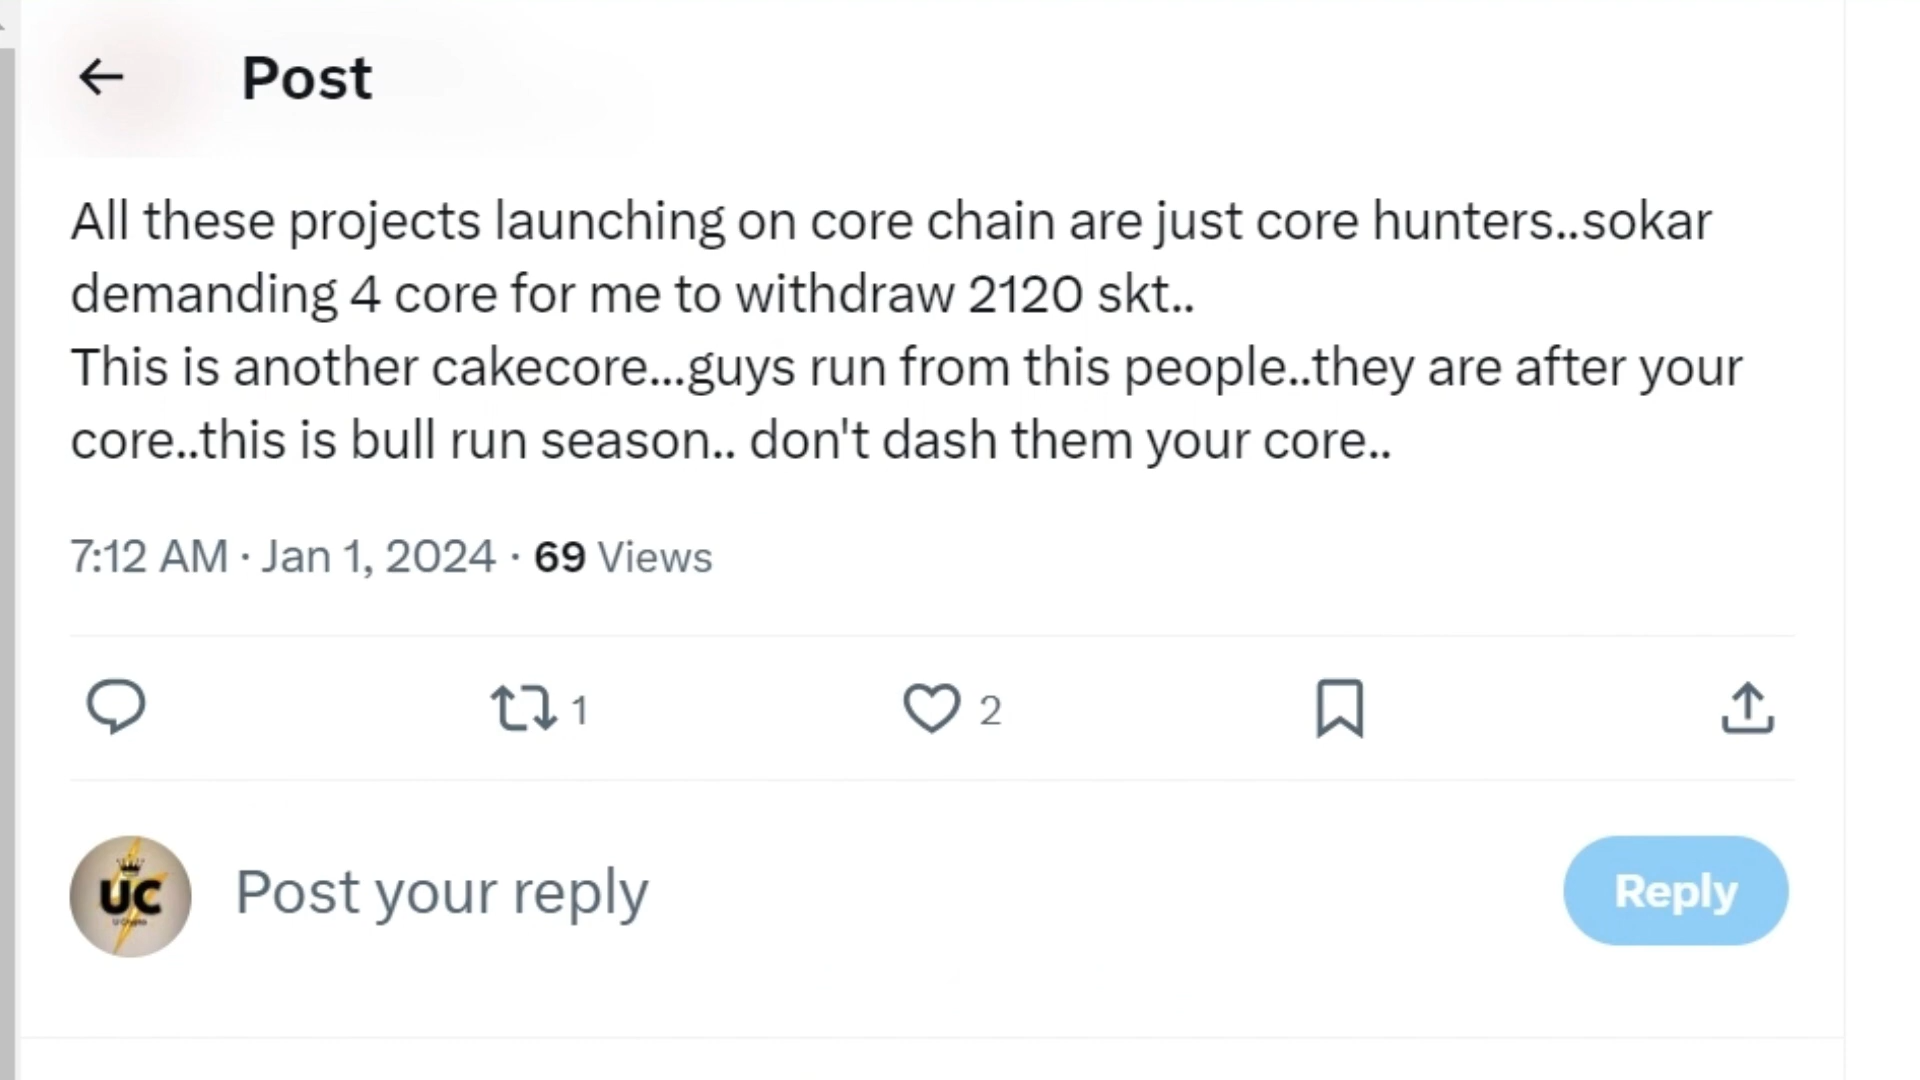 Post
All these projects launching on core chain are just core hunters..sokar
demanding 4 core for me to withdraw 2120 skt..
This is another cakecore...guys run from this people..they are after your
core..this is bull run season.. don't dash them your core..
7:12 AM · Jan 1, 2024 · 69 Views
1 2
UC
Post your reply
Reply